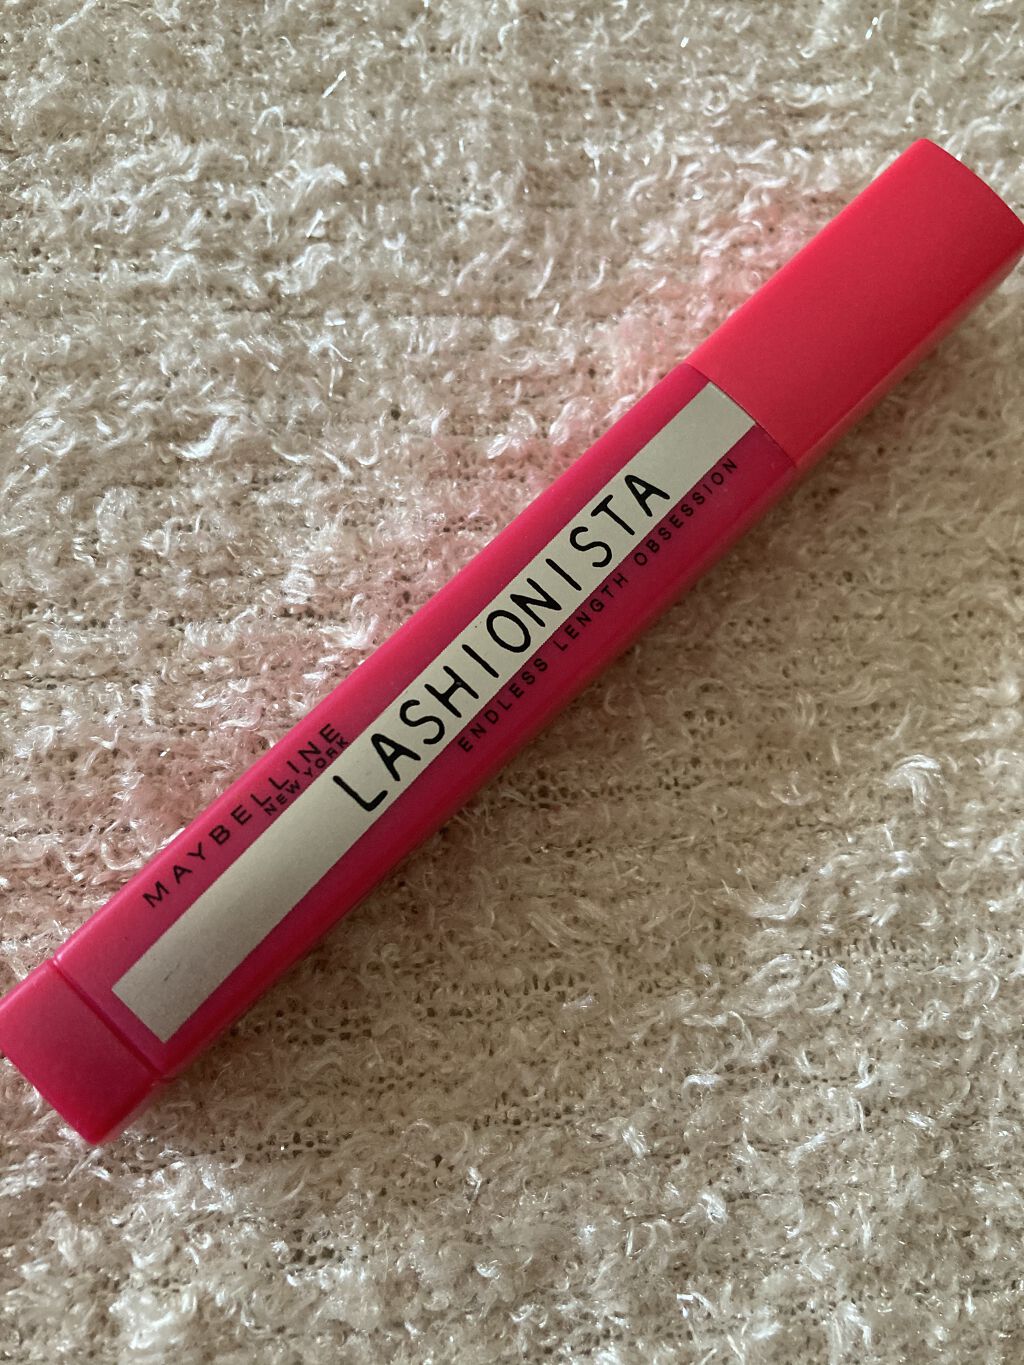 MAYBELLINE
NEW YORK
LASHIONISTA
ENDLESS LENGTH OBSESSION